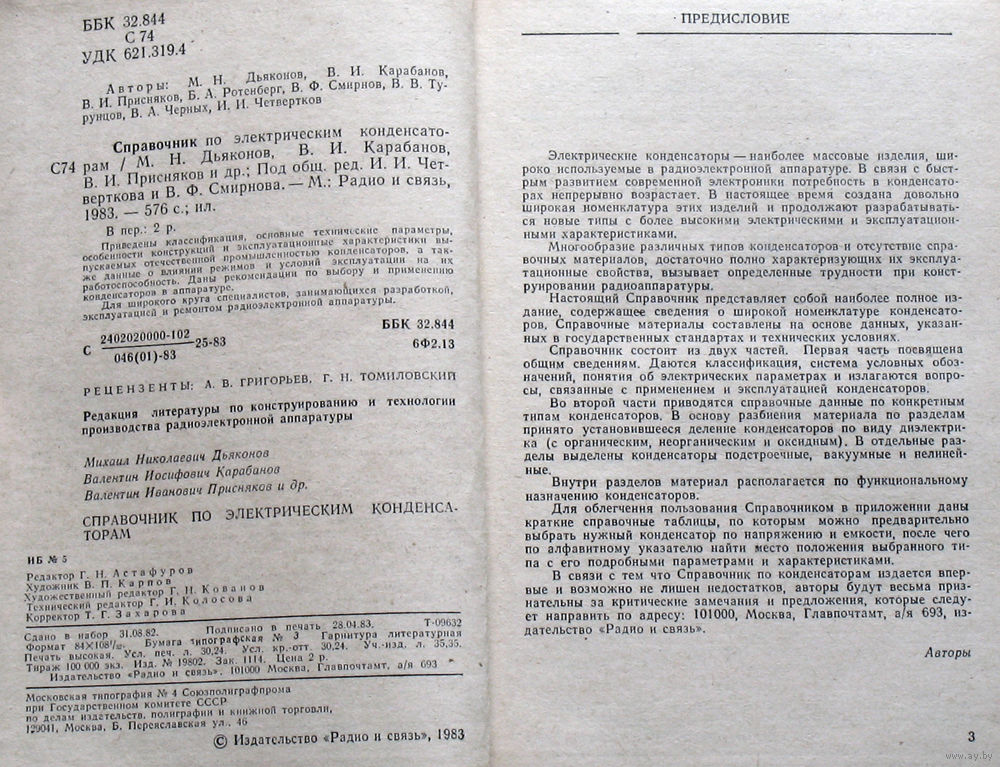 ББК 32.844
С 74
УДК 621.319.4
Авторы: М. Н. Дьяконов, В. И. Карабанов,
В. И. Присняков, Б. А. Ротенберг, В. Ф. Смирнов, В. В. Ту-
рунцов, В. А. Черных, И. И. Четвертков
Справочник по электрическим конденсато-
С74 рам / М. Н. Дьяконов, В. И. Карабанов,
В. И. Присняков и др.; Под общ. ред. И. И. Чет-
верткова и В. Ф. Смирнова. — М.: Радио и связь,
1983. — 576 с.; ил.
В пер.: 2 р.
Приведены классификация, основные технические параметры,
особенности конструкций и эксплуатационные характеристики вы-
пускаемых отечественной промышленностью конденсаторов, а так-
же данные о влиянии режимов и условий эксплуатации на их
работоспособность. Даны рекомендации по выбору и применению
конденсаторов в аппаратуре.
Для широкого круга специалистов, занимающихся разработкой,
эксплуатацией и ремонтом радиоэлектронной аппаратуры.
С 2402020000-102
046(01)-83 25-83
ББК 32.844
6Ф2.13
РЕЦЕНЗЕНТЫ: А. В. ГРИГОРЬЕВ, Г. Н. ТОМИЛОВСКИЙ
Редакция литературы по конструированию и технологии
производства радиоэлектронной аппаратуры
Михаил Николаевич Дьяконов
Валентин Иосифович Карабанов
Валентин Иванович Присняков и др.
СПРАВОЧНИК ПО ЭЛЕКТРИЧЕСКИМ КОНДЕНСА-
ТОРАМ
ИБ № 5
Редактор Г. Н. Астафуров
Художник В. П. Карпов
Художественный редактор Г. Н. Кованов
Технический редактор Г. И. Колосова
Корректор Т. Г. Захарова
Сдано в набор 31.08.82. Подписано в печать 28.04.83. Т-09632
Формат 84×108¹/₃₂. Бумага типографская № 3 Гарнитура литературная
Печать высокая. Усл. печ. л. 30,24. Усл. кр.-отт. 30,24. Уч.-изд. л. 35,35.
Тираж 100 000 экз. Изд. № 19802. Зак. 1114. Цена 2 р.
Издательство «Радио и связь». 101000 Москва, Главпочтамт, а/я 693
Московская типография № 4 Союзполиграфпрома
при Государственном комитете СССР
по делам издательств, полиграфии и книжной торговли,
129041, Москва, Б. Переяславская ул., 46
© Издательство «Радио и связь», 1983
ПРЕДИСЛОВИЕ
Электрические конденсаторы — наиболее массовые изделия, ши-
роко используемые в радиоэлектронной аппаратуре. В связи с быст-
рым развитием современной электроники потребность в конденсато-
рах непрерывно возрастает. В настоящее время создана довольно
широкая номенклатура этих изделий и продолжают разрабатывать-
ся новые типы с более высокими электрическими и эксплуатацион-
ными характеристиками.
Многообразие различных типов конденсаторов и отсутствие спра-
вочных материалов, достаточно полно характеризующих их эксплуа-
тационные свойства, вызывает определенные трудности при конст-
руировании радиоаппаратуры.
Настоящий Справочник представляет собой наиболее полное из-
дание, содержащее сведения о широкой номенклатуре конденсато-
ров. Справочные материалы составлены на основе данных, указан-
ных в государственных стандартах и технических условиях.
Справочник состоит из двух частей. Первая часть посвящена
общим сведениям. Даются классификация, система условных обоз-
начений, понятия об электрических параметрах и излагаются вопро-
сы, связанные с применением и эксплуатацией конденсаторов.
Во второй части приводятся справочные данные по конкретным
типам конденсаторов. В основу разбиения материала по разделам
принято установившееся деление конденсаторов по виду диэлектри-
ка (с органическим, неорганическим и оксидным). В отдельные раз-
делы выделены конденсаторы подстроечные, вакуумные и нелиней-
ные.
Внутри разделов материал располагается по функциональному
назначению конденсаторов.
Для облегчения пользования Справочником в приложении даны
краткие справочные таблицы, по которым можно предварительно
выбрать нужный конденсатор по напряжению и емкости, после чего
по алфавитному указателю найти место положения выбранного ти-
па с его подробными параметрами и характеристиками.
В связи с тем что Справочник по конденсаторам издается впер-
вые и возможно не лишен недостатков, авторы будут весьма приз-
нательны за критические замечания и предложения, которые следу-
ет направить по адресу: 101000, Москва, Главпочтамт, а/я 693, из-
дательство «Радио и связь».
Авторы
3
www.ay.by